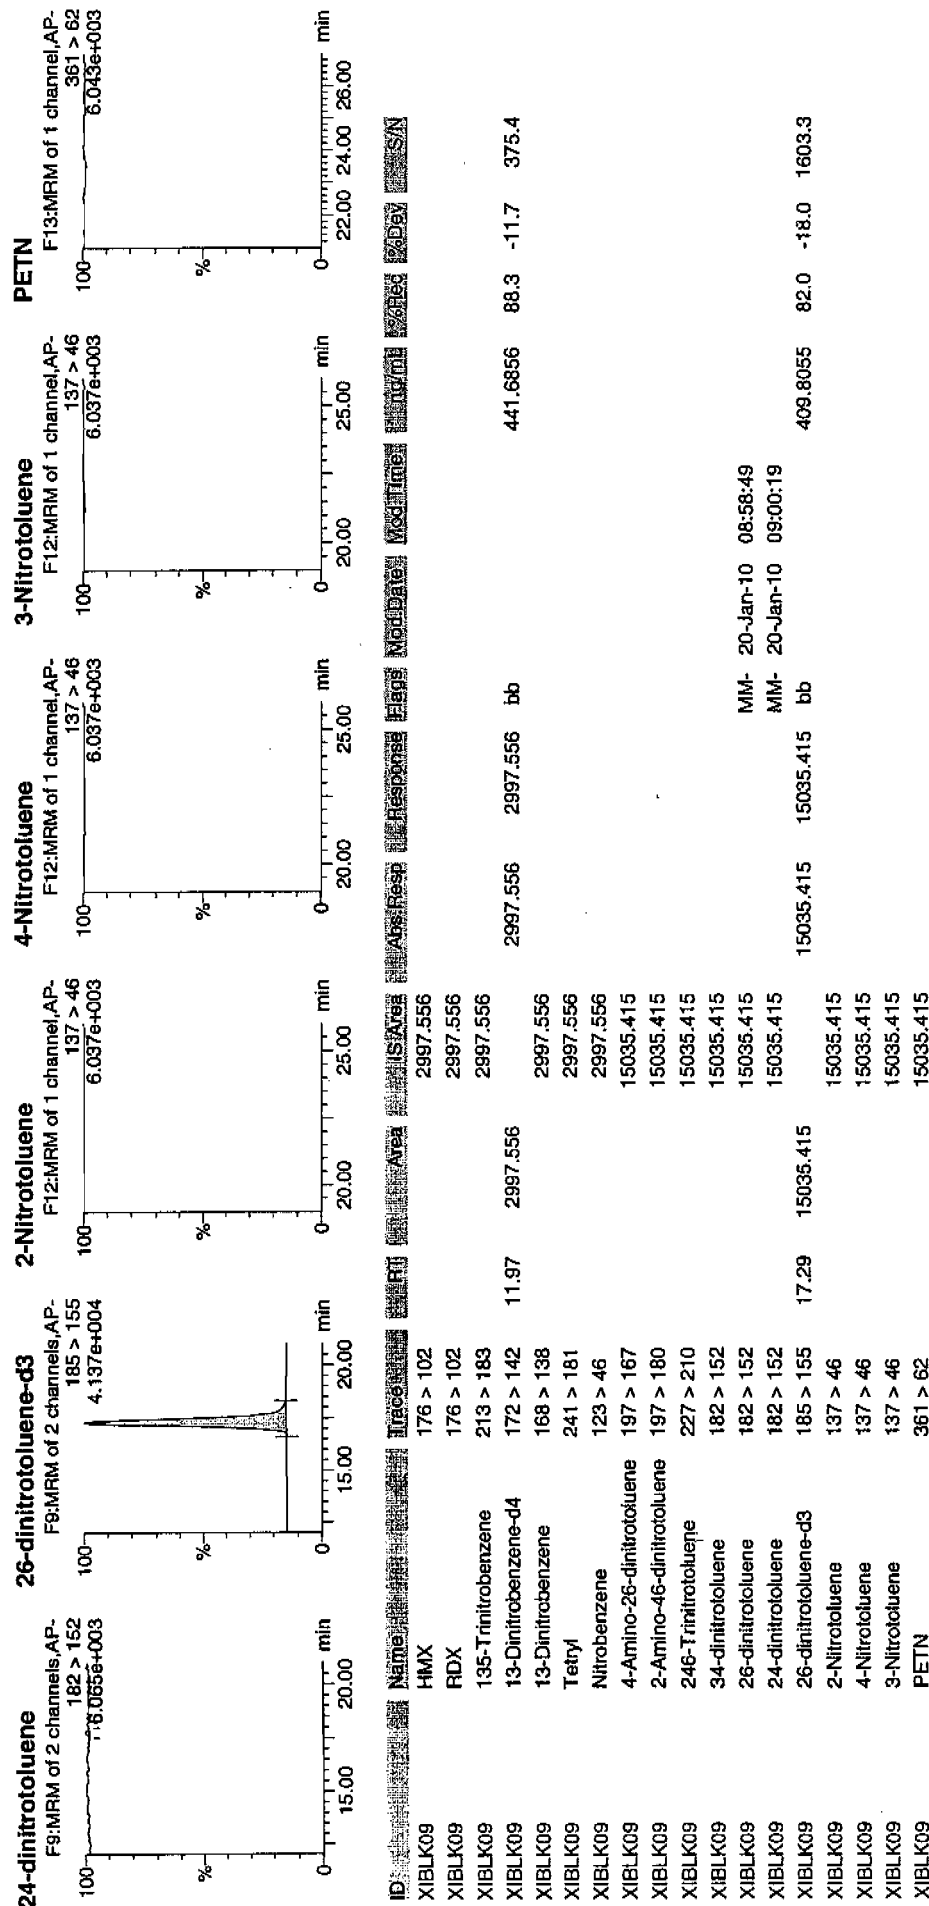 24-dinitrotoluene
F9:MRM of 2 channels,AP-
182 > 152
6.065e+003
100
%
0
15.00
20.00
min
26-dinitrotoluene-d3
F9:MRM of 2 channels,AP-
185 > 155
4.137e+004
100
%
0
15.00
20.00
min
2-Nitrotoluene
F12:MRM of 1 channel,AP-
137 > 46
6.037e+003
100
%
0
20.00
25.00
min
4-Nitrotoluene
F12:MRM of 1 channel,AP-
137 > 46
6.037e+003
100
%
0
20.00
25.00
min
3-Nitrotoluene
F12:MRM of 1 channel,AP-
137 > 46
6.037e+003
100
%
0
20.00
25.00
min
PETN
F13:MRM of 1 channel,AP-
361 > 62
6.043e+003
100
%
0
22.00
24.00
26.00
min
ID Name Trace RT Area IS Area Abs.Resp Response Flags Mod.Date Mod.Time ng/ml %Rec %Dev S/N
XIBLK09 HMX 176 > 102 2997.556
XIBLK09 RDX 176 > 102 2997.556
XIBLK09 135-Trinitrobenzene 213 > 183 2997.556
XIBLK09 13-Dinitrobenzene-d4 172 > 142 11.97 2997.556 2997.556 2997.556 bb 441.6856 88.3 -11.7 375.4
XIBLK09 13-Dinitrobenzene 168 > 138 2997.556
XIBLK09 Tetryl 241 > 181 2997.556
XIBLK09 Nitrobenzene 123 > 46 2997.556
XIBLK09 4-Amino-26-dinitrotoluene 197 > 167 15035.415
XIBLK09 2-Amino-46-dinitrotoluene 197 > 180 15035.415
XIBLK09 246-Trinitrotoluene 227 > 210 15035.415
XIBLK09 34-dinitrotoluene 182 > 152 15035.415
XIBLK09 26-dinitrotoluene 182 > 152 15035.415 MM- 20-Jan-10 08:58:49
XIBLK09 24-dinitrotoluene 182 > 152 15035.415 MM- 20-Jan-10 09:00:19
XIBLK09 26-dinitrotoluene-d3 185 > 155 17.29 15035.415 15035.415 15035.415 bb 409.8055 82.0 -18.0 1603.3
XIBLK09 2-Nitrotoluene 137 > 46 15035.415
XIBLK09 4-Nitrotoluene 137 > 46 15035.415
XIBLK09 3-Nitrotoluene 137 > 46 15035.415
XIBLK09 PETN 361 > 62 15035.415